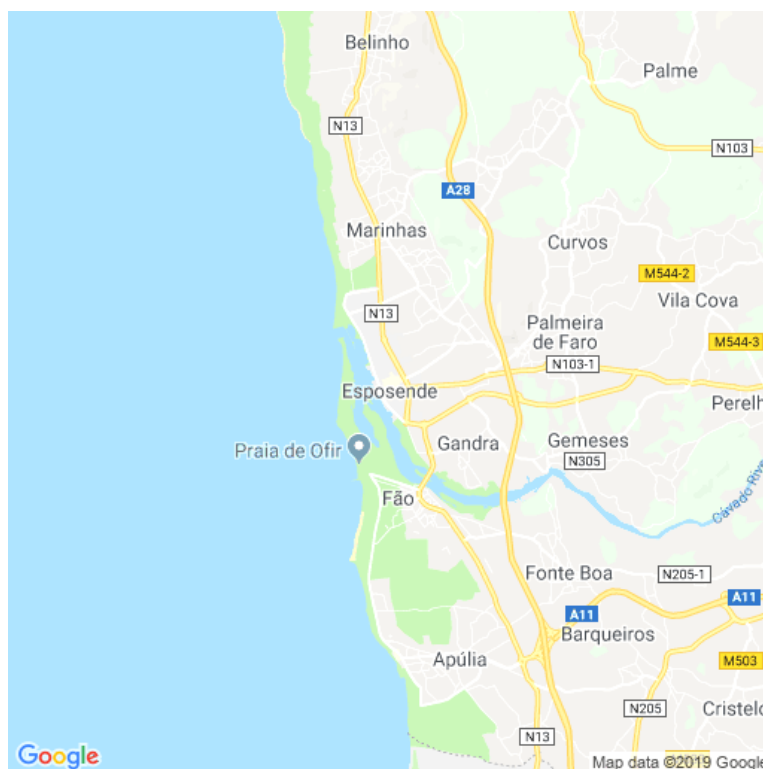 Belinho
Palme
N13
N103
A28
Marinhas
Curvos
M544-2
Vila Cova
N13
Palmeira
de Faro
M544-3
N103-1
Esposende
Perelh
Praia de Ofir
Gandra
Gemeses
N305
Fão
Cávado Rive
Fonte Boa
N205-1
A11
A11
Barqueiros
Apúlia
M503
N205
Cristelo
N13
Google
Map data ©2019 Google